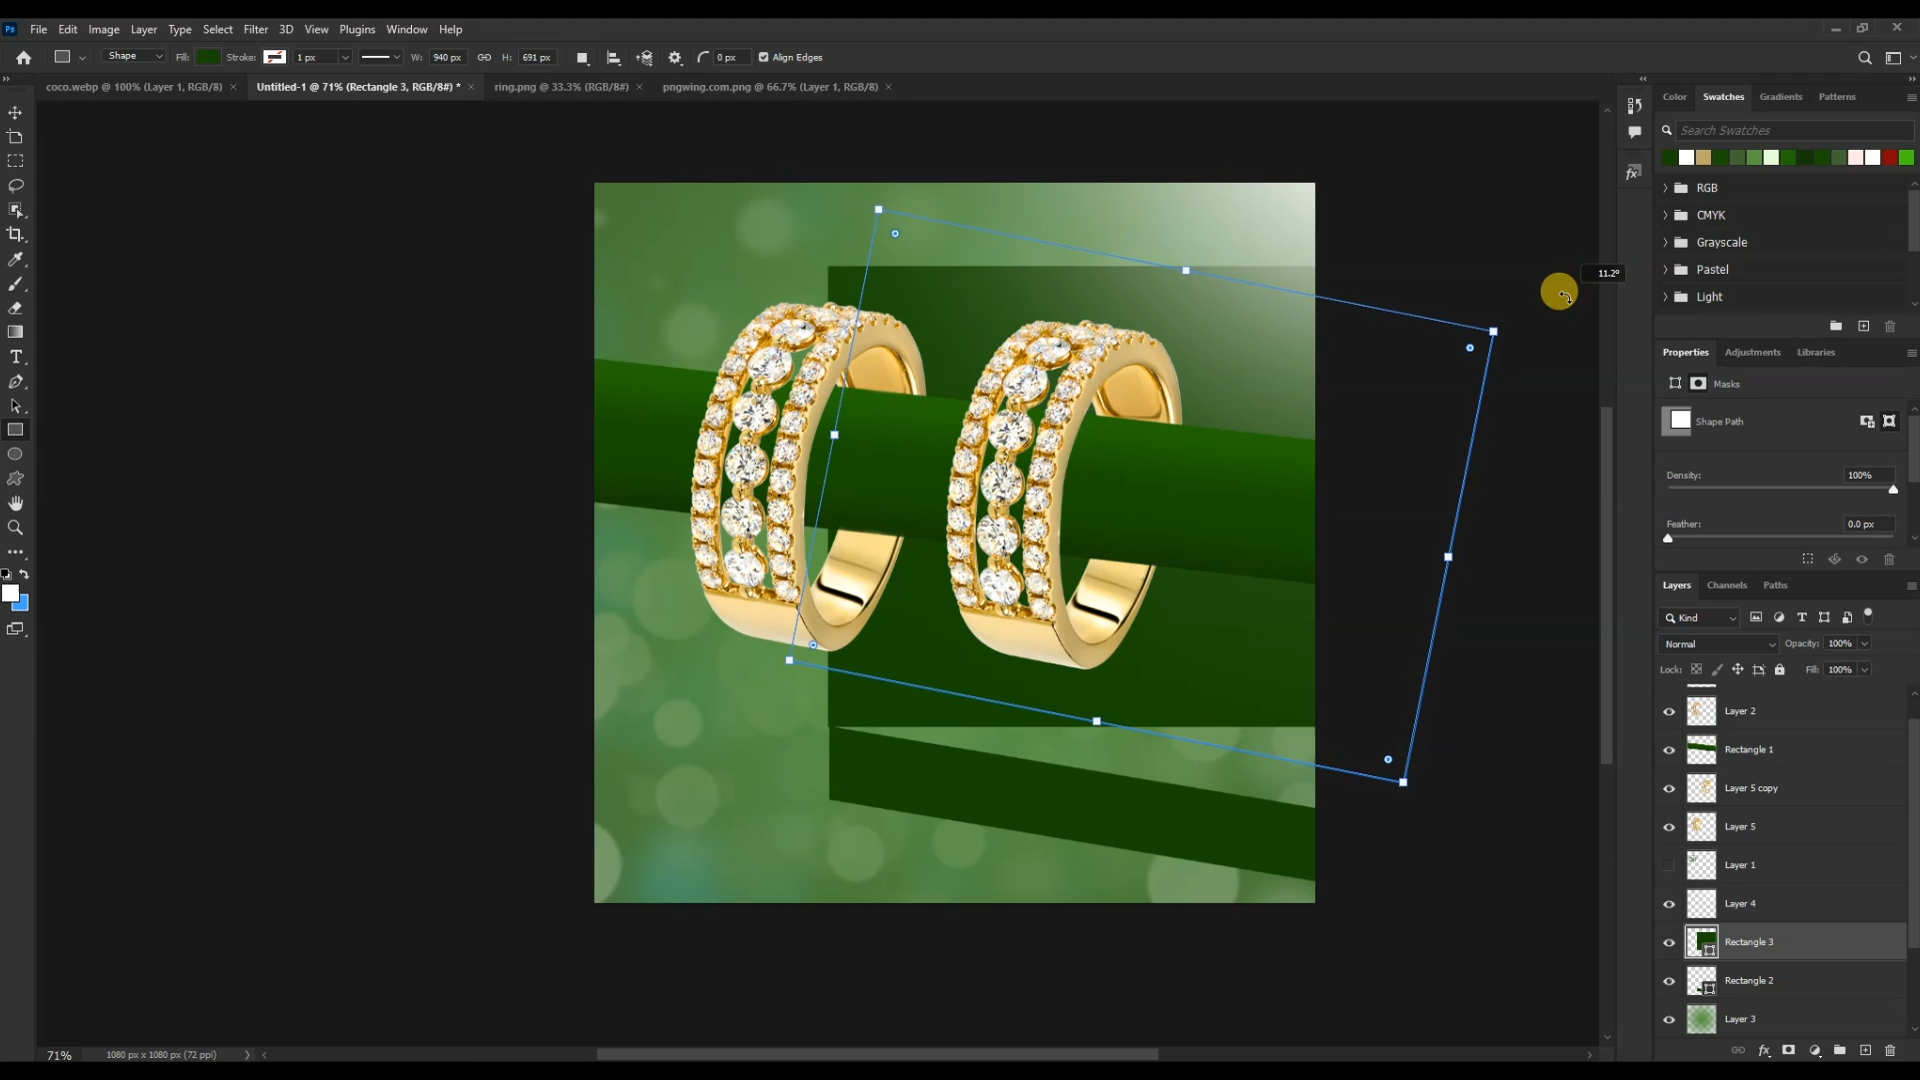 Ps File Edit Image Layer Type Select Filter 3D View Plugins Window Help
Shape Fill: Stroke: 1 px W: 940 px H: 691 px 0 px Align Edges
coco.webp @ 100% (Layer 1, RGB/8) × Untitled-1 @ 71% (Rectangle 3, RGB/8#) * × ring.png @ 33.3% (RGB/8#) × pngwing.com.png @ 66.7% (Layer 1, RGB/8) ×
Color Swatches Gradients Patterns
Search Swatches
RGB
CMYK
Grayscale
Pastel
Light
11.2°
Properties Adjustments Libraries
Masks
Shape Path
Density: 100%
Feather: 0.0 px
Layers Channels Paths
Kind
Normal Opacity: 100%
Lock: Fill: 100%
Layer 2
Rectangle 1
Layer 5 copy
Layer 5
Layer 1
Layer 4
Rectangle 3
Rectangle 2
Layer 3
fx
71% 1080 px x 1080 px (72 ppi)